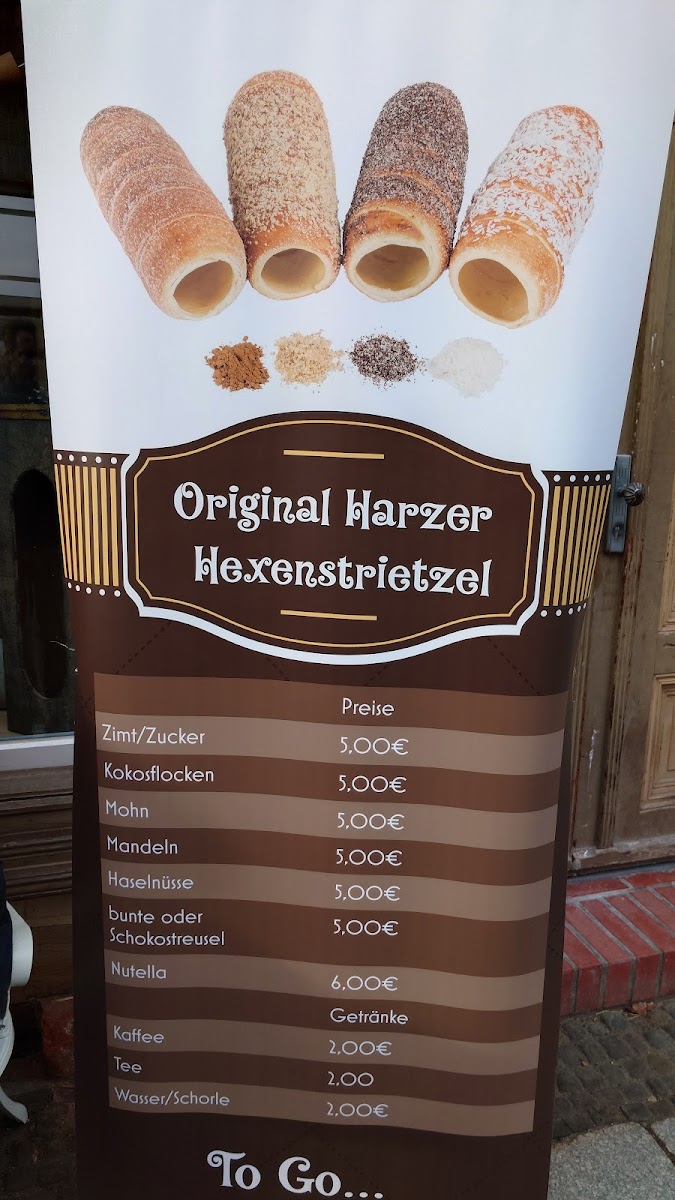 Original Harzer
Hexenstrietzel
Preise
Zimt/Zucker 5,00€
Kokosflocken 5,00€
Mohn 5,00€
Mandeln 5,00€
Haselnüsse 5,00€
bunte oder
Schokostreusel 5,00€
Nutella 6,00€
Getränke
Kaffee 2,00€
Tee 2,00
Wasser/Schorle 2,00€
To Go...